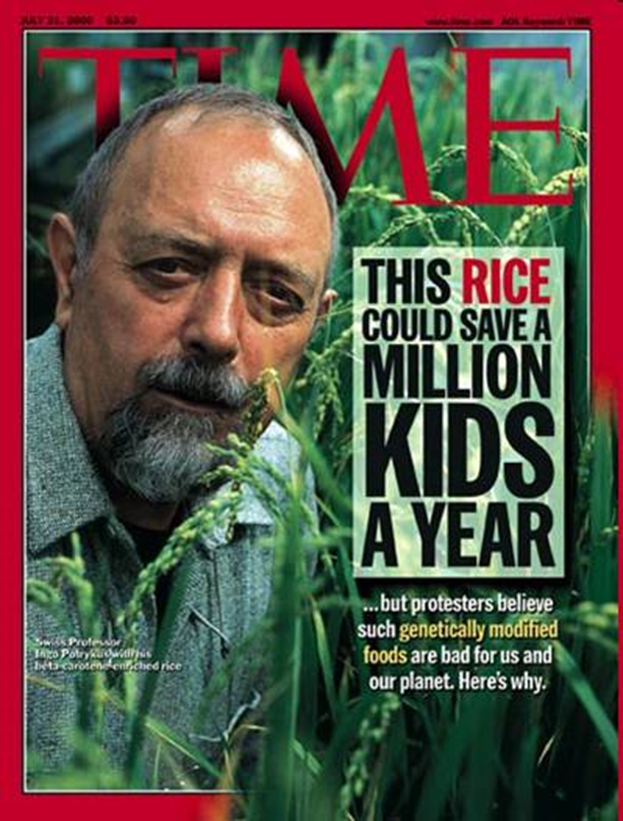 JULY 31, 2000 $3.50
www.time.com AOL Keyword: TIME
TIME
THIS RICE
COULD SAVE A
MILLION
KIDS
A YEAR
...but protesters believe
such genetically modified
foods are bad for us and
our planet. Here's why.
Swiss Professor
Ingo Potrykus with his
beta-carotene-enriched rice